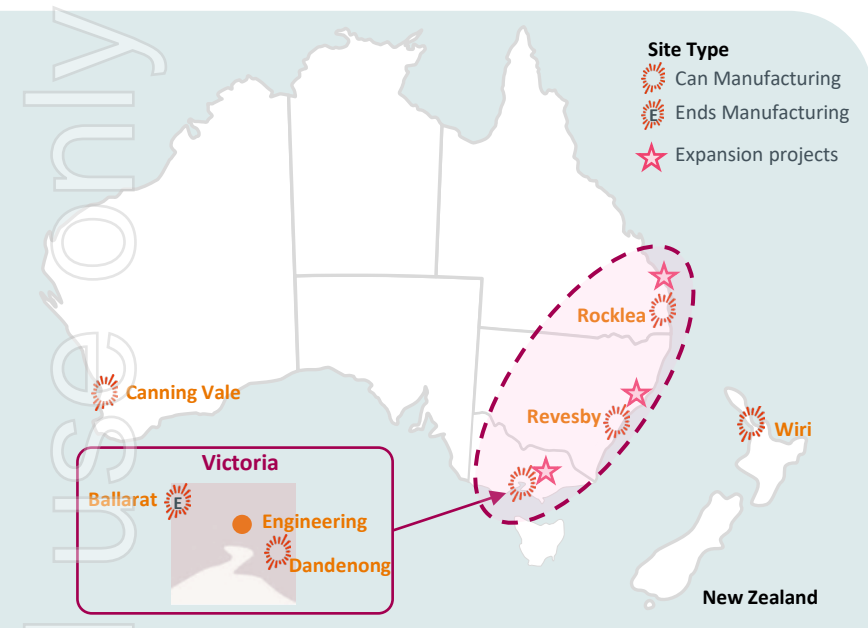 use only
Site Type
Can Manufacturing
E Ends Manufacturing
Expansion projects
Rocklea
Canning Vale
Revesby
Wiri
Victoria
Ballarat E
Engineering
Dandenong
New Zealand